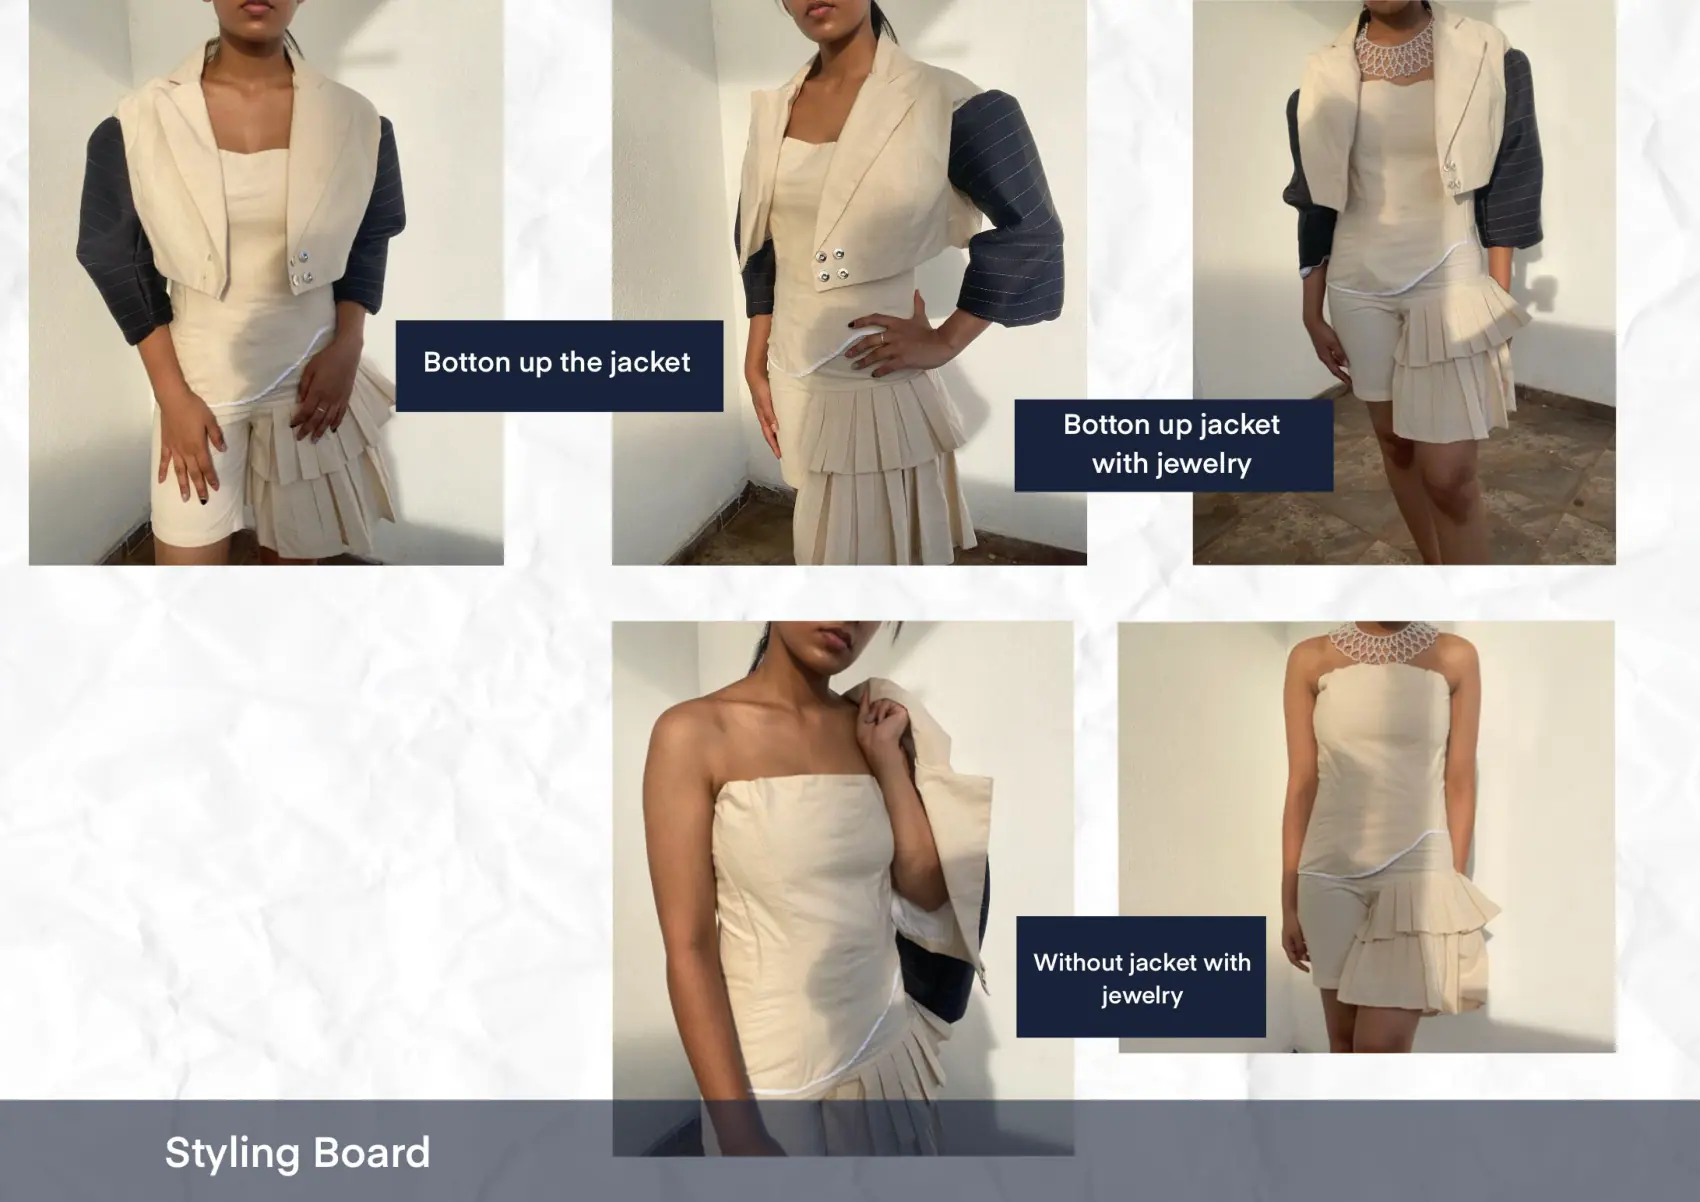 Botton up the jacket
Botton up jacket
with jewelry
Without jacket with
jewelry
Styling Board